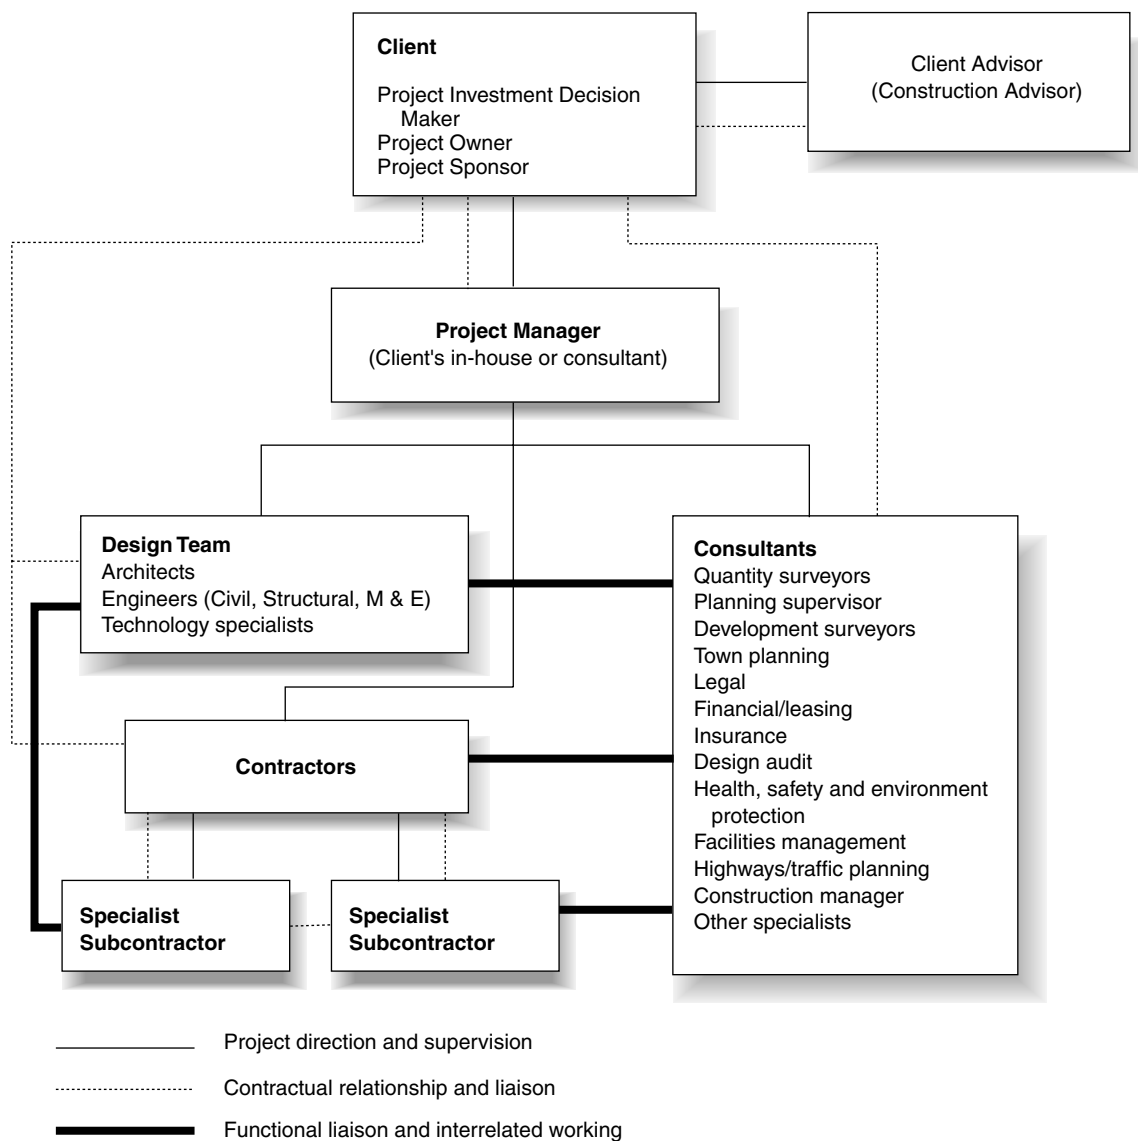 Client
Project Investment Decision
Maker
Project Owner
Project Sponsor
Client Advisor
(Construction Advisor)
Project Manager
(Client's in-house or consultant)
Design Team
Architects
Engineers (Civil, Structural, M & E)
Technology specialists
Consultants
Quantity surveyors
Planning supervisor
Development surveyors
Town planning
Legal
Financial/leasing
Insurance
Design audit
Health, safety and environment
protection
Facilities management
Highways/traffic planning
Construction manager
Other specialists
Contractors
Specialist
Subcontractor
Specialist
Subcontractor
Project direction and supervision
Contractual relationship and liaison
Functional liaison and interrelated working